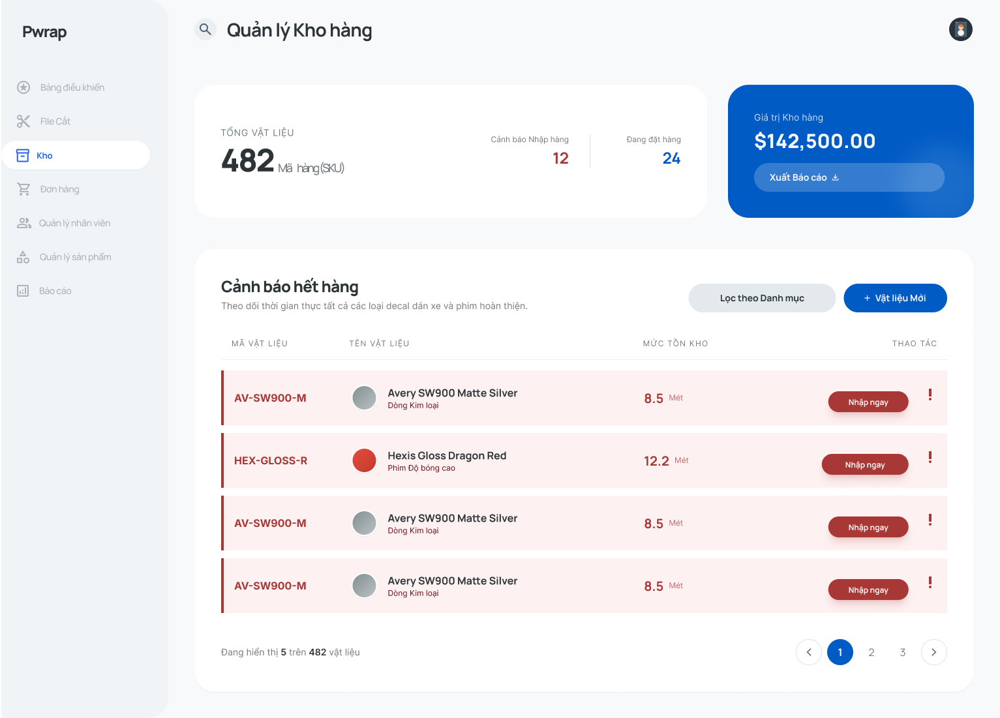 Pwrap
Quản lý Kho hàng
Bảng điều khiển
FIle Cắt
Kho
Đơn hàng
Quản lý nhân viên
Quản lý sản phẩm
Báo cáo
TỔNG VẬT LIỆU
482 Mã hàng(SKU)
Cảnh báo Nhập hàng
12
Đang đặt hàng
24
Giá trị Kho hàng
$142,500.00
Xuất Báo cáo
Cảnh báo hết hàng
Theo dõi thời gian thực tất cả các loại decal dán xe và phim hoàn thiện.
Lọc theo Danh mục
+ Vật liệu Mới
MÃ VẬT LIỆU TÊN VẬT LIỆU MỨC TỒN KHO THAO TÁC
AV-SW900-M
Avery SW900 Matte Silver
Dòng Kim loại
8.5 Mét
Nhập ngay
!
HEX-GLOSS-R
Hexis Gloss Dragon Red
Phim Độ bóng cao
12.2 Mét
Nhập ngay
!
AV-SW900-M
Avery SW900 Matte Silver
Dòng Kim loại
8.5 Mét
Nhập ngay
!
AV-SW900-M
Avery SW900 Matte Silver
Dòng Kim loại
8.5 Mét
Nhập ngay
!
Đang hiển thị 5 trên 482 vật liệu
1 2 3